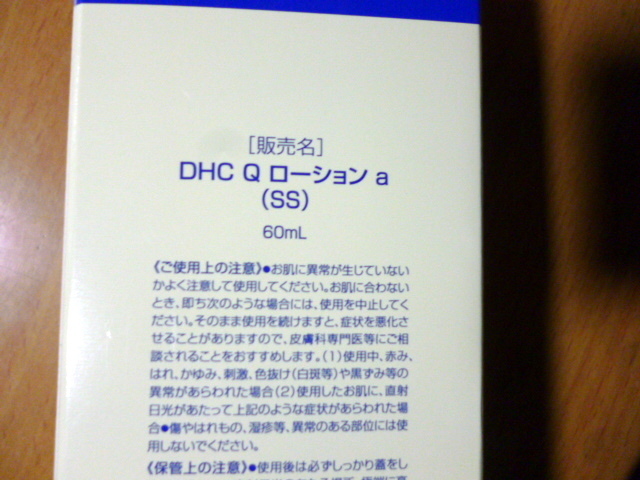 [販売名]
DHC Q ローション a
(SS)
60mL
《ご使用上の注意》●お肌に異常が生じていない
かよく注意して使用してください。お肌に合わない
とき、即ち次のような場合には、使用を中止してく
ださい。そのまま使用を続けますと、症状を悪化さ
せることがありますので、皮膚科専門医等にご相
談されることをおすすめします。(1)使用中、赤み、
はれ、かゆみ、刺激、色抜け(白斑等)や黒ずみ等の
異常があらわれた場合(2)使用したお肌に、直射
日光があたって上記のような症状があらわれた場
合●傷やはれもの、湿疹等、異常のある部位には使
用しないでください。
《保管上の注意》●使用後は必ずしっかり蓋をし